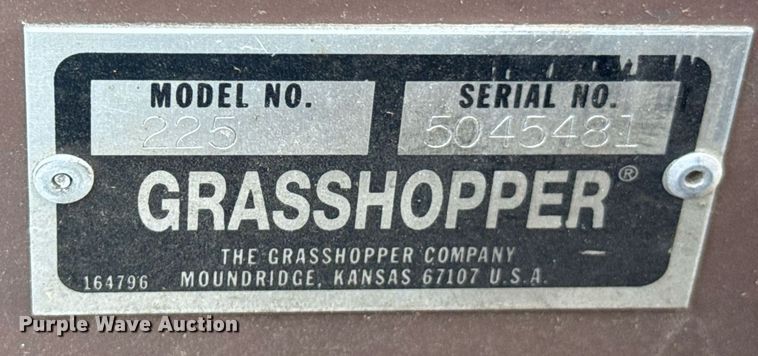 MODEL NO. SERIAL NO.
225 5045481
GRASSHOPPER®
THE GRASSHOPPER COMPANY
164796 MOUNDRIDGE, KANSAS 67107 U.S.A.
Purple Wave Auction